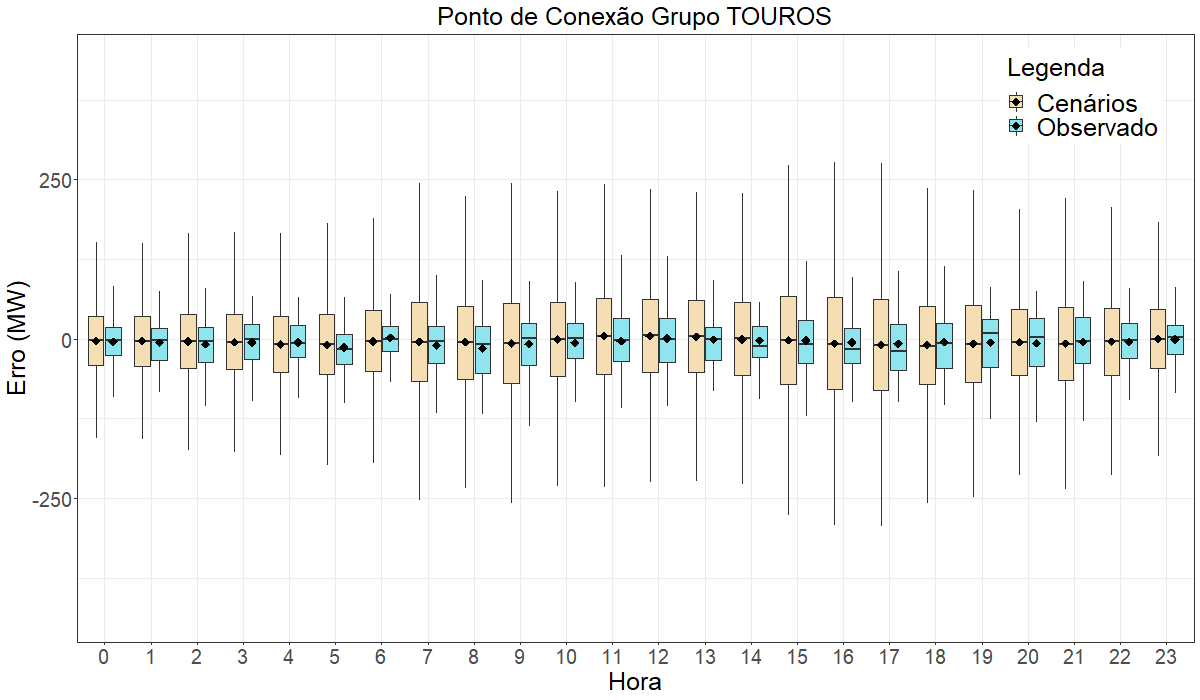 Ponto de Conexão Grupo TOUROS
Legenda
Cenários
Observado
Erro (MW)
250
0
-250
0 1 2 3 4 5 6 7 8 9 10 11 12 13 14 15 16 17 18 19 20 21 22 23
Hora